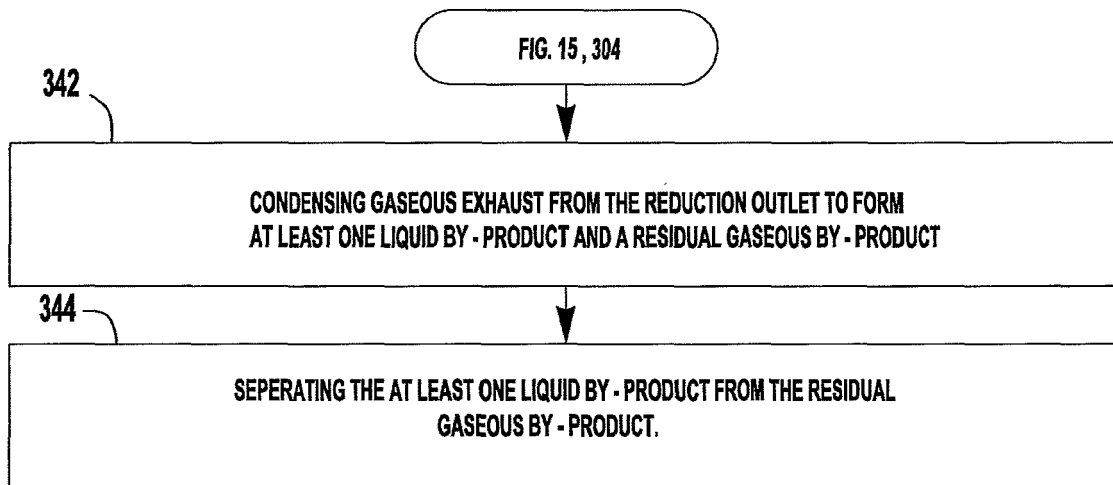 FIG. 15, 304
342
CONDENSING GASEOUS EXHAUST FROM THE REDUCTION OUTLET TO FORM
AT LEAST ONE LIQUID BY - PRODUCT AND A RESIDUAL GASEOUS BY - PRODUCT
344
SEPERATING THE AT LEAST ONE LIQUID BY - PRODUCT FROM THE RESIDUAL
GASEOUS BY - PRODUCT.